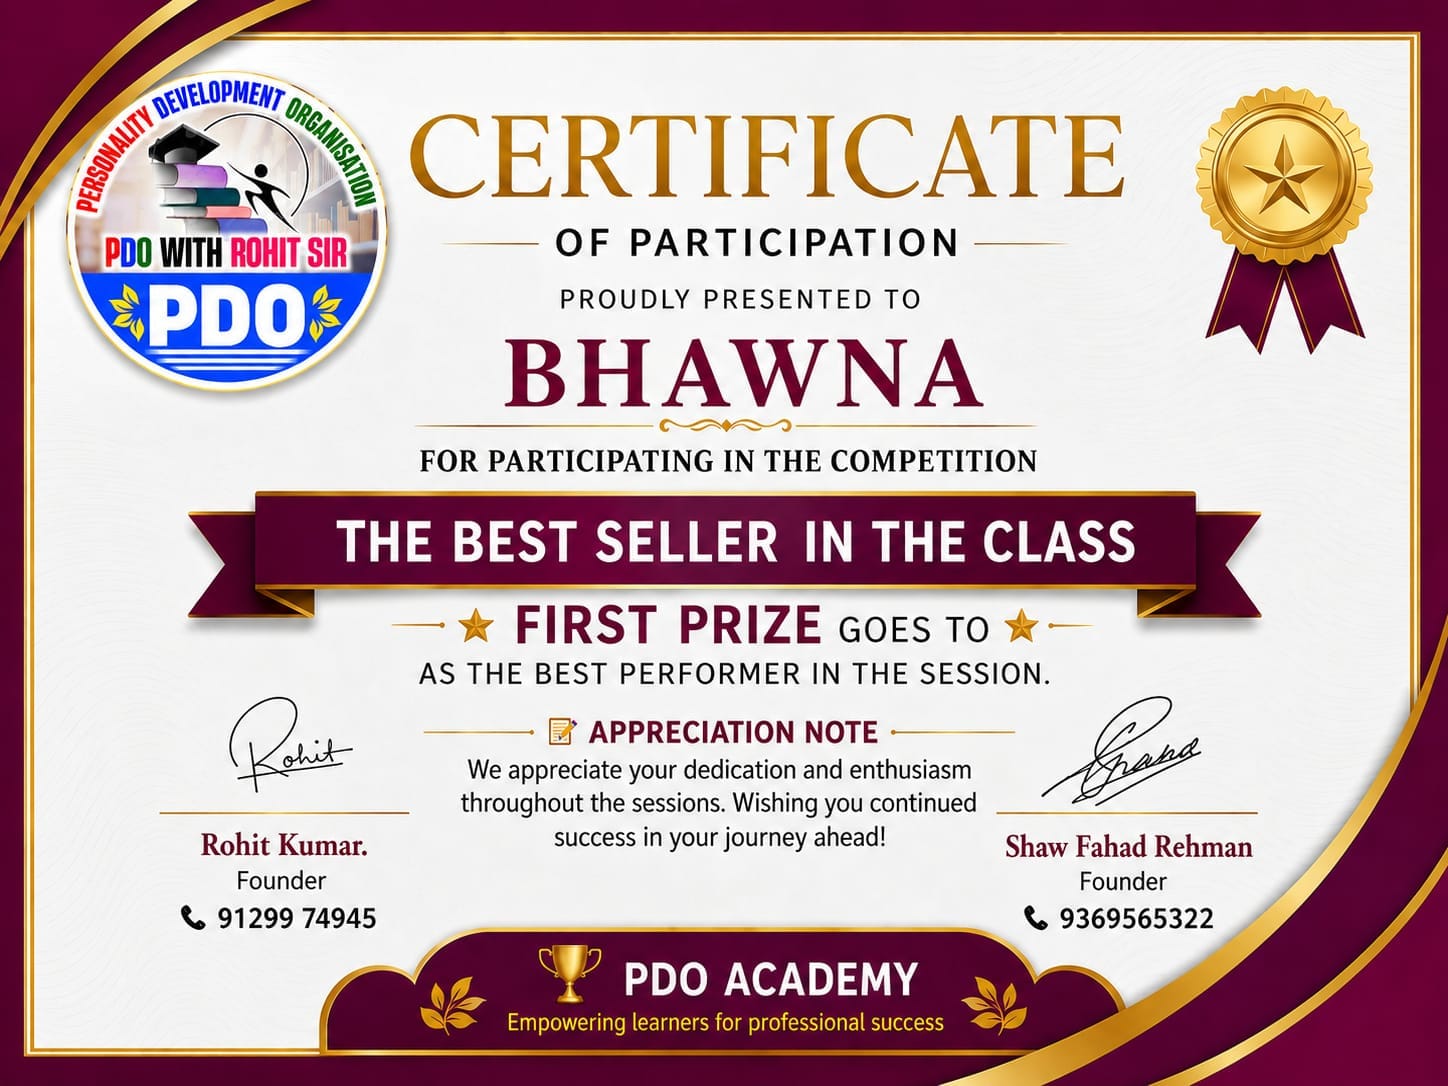 PERSONALITY DEVELOPMENT ORGANISATION
PDO WITH ROHIT SIR
PDO
CERTIFICATE
OF PARTICIPATION
PROUDLY PRESENTED TO
BHAWNA
FOR PARTICIPATING IN THE COMPETITION
THE BEST SELLER IN THE CLASS
FIRST PRIZE GOES TO
AS THE BEST PERFORMER IN THE SESSION.
APPRECIATION NOTE
We appreciate your dedication and enthusiasm
throughout the sessions. Wishing you continued
success in your journey ahead!
Rohit
Rohit Kumar.
Founder
91299 74945
Shaw Fahad Rehman
Founder
9369565322
PDO ACADEMY
Empowering learners for professional success